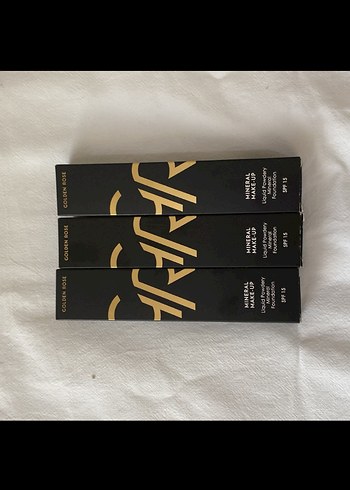 GOLDEN ROSE
MINERAL
MAKE-UP
Liquid Powdery
Mineral
Foundation
SPF 15
GOLDEN ROSE
MINERAL
MAKE-UP
Liquid Powdery
Mineral
Foundation
SPF 15
GOLDEN ROSE
MINERAL
MAKE-UP
Liquid Powdery
Mineral
Foundation
SPF 15